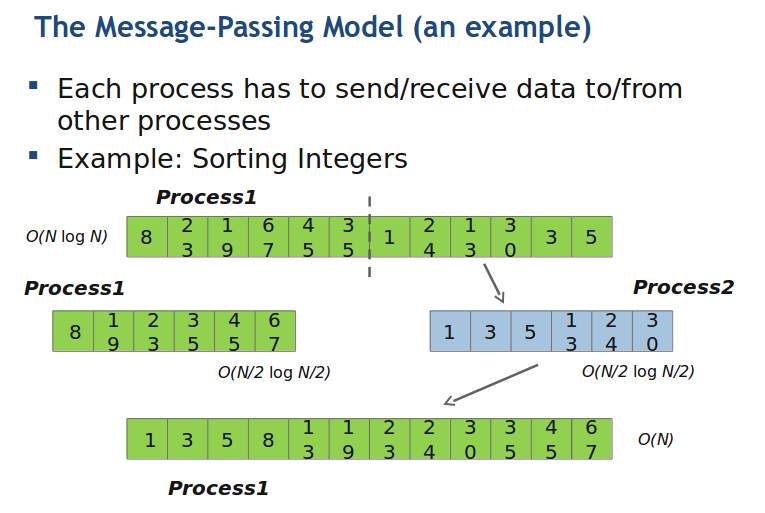 The Message-Passing Model (an example)
▪ Each process has to send/receive data to/from
other processes
▪ Example: Sorting Integers
Process1
O(N log N) 8 23 19 67 45 35 1 24 13 30 3 5
Process1 Process2
8 19 23 35 45 67 1 3 5 13 24 30
O(N/2 log N/2) O(N/2 log N/2)
1 3 5 8 13 19 23 24 30 35 45 67 O(N)
Process1